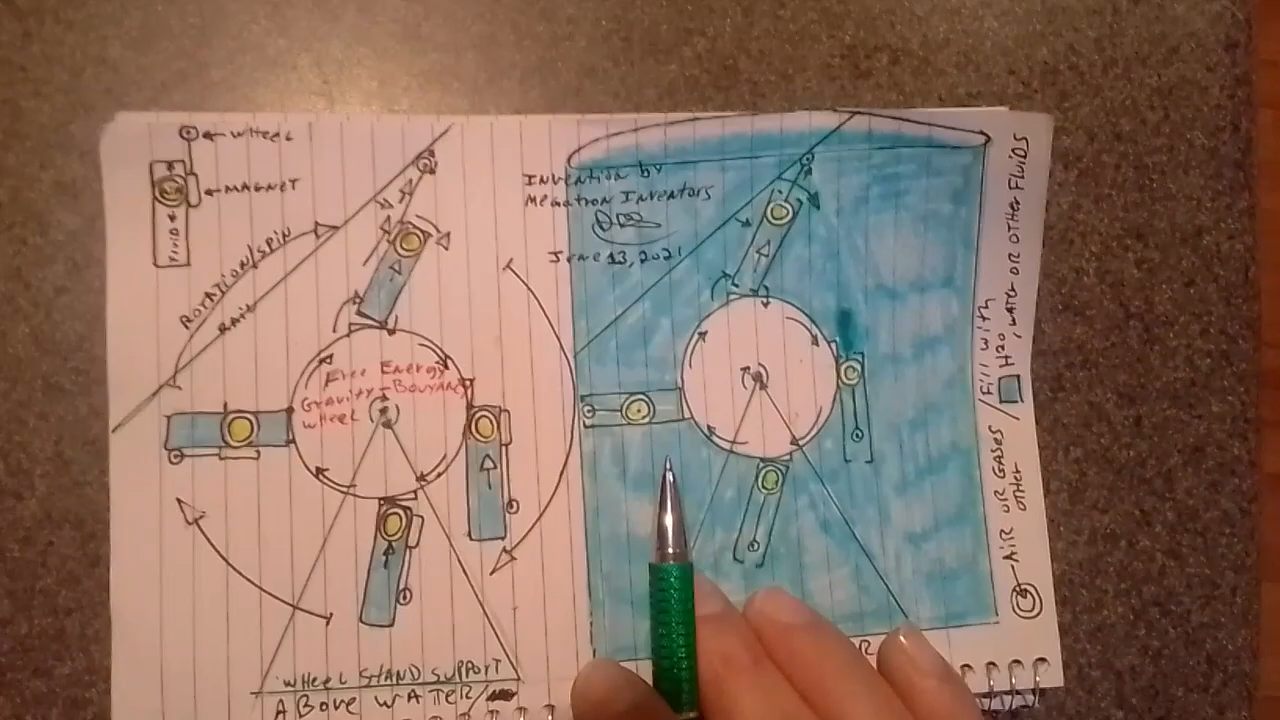 WHEEL
MAGNET
FLUID
ROTATION/SPIN
RAIL
FREE ENERGY
GRAVITY-BOUYANCY
WHEEL
WHEEL STAND SUPPORT
ABOVE WATER/
INVENTION by
MEGATRON INVENTORS
JUNE 13, 2021
R
AIR OR GASES / Fill with
OTHER
H2O, WATER OR OTHER FLUIDS